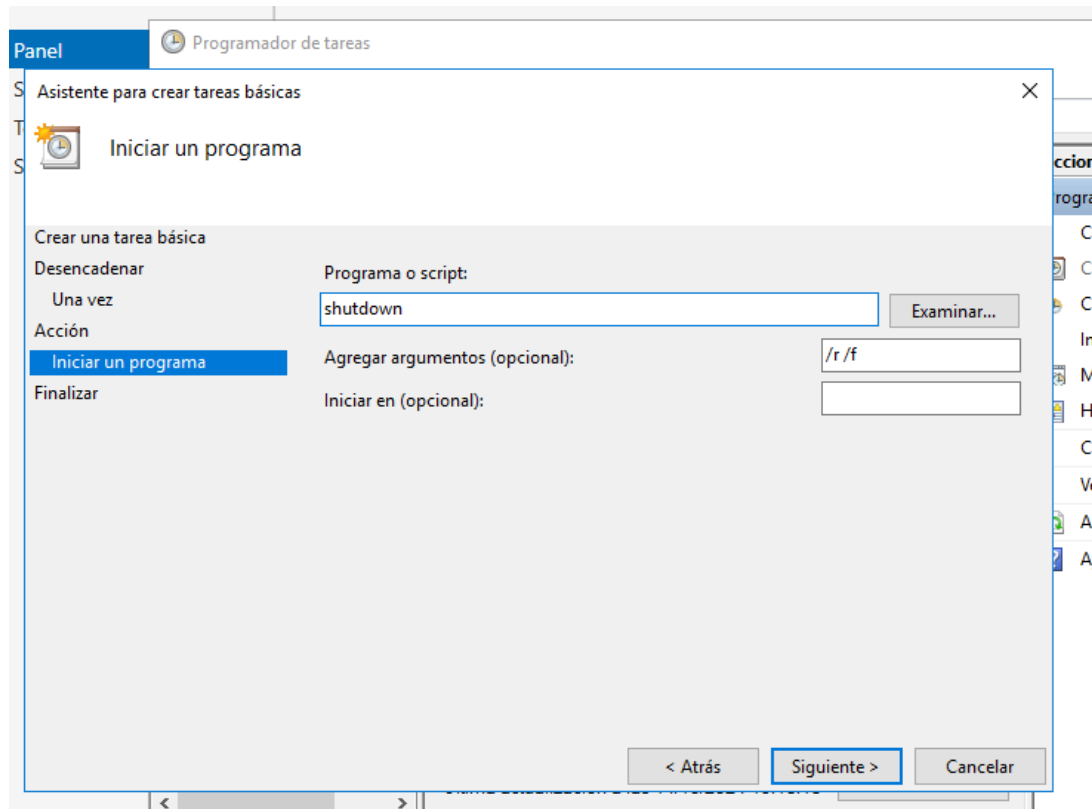 Panel
Programador de tareas
Asistente para crear tareas básicas
Iniciar un programa
Crear una tarea básica
Desencadenar
Una vez
Acción
Iniciar un programa
Finalizar
Programa o script:
shutdown
Examinar...
Agregar argumentos (opcional):
/r /f
Iniciar en (opcional):
< Atrás
Siguiente >
Cancelar